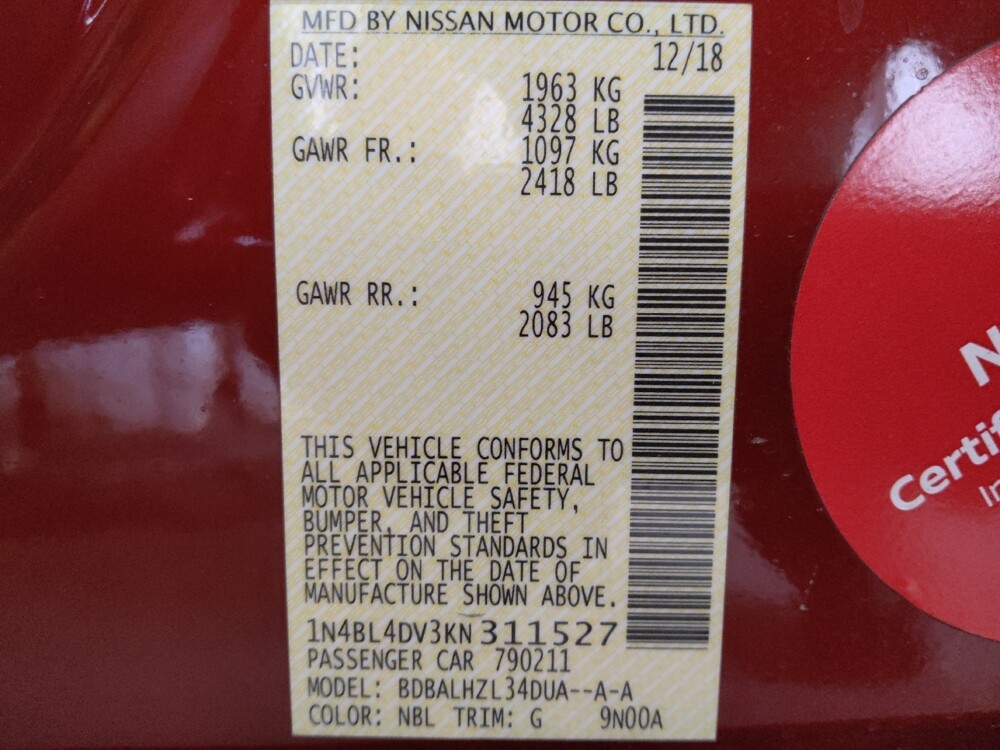 MFD BY NISSAN MOTOR CO., LTD.
DATE: 12/18
GVWR: 1963 KG
4328 LB
GAWR FR.: 1097 KG
2418 LB
GAWR RR.: 945 KG
2083 LB
THIS VEHICLE CONFORMS TO
ALL APPLICABLE FEDERAL
MOTOR VEHICLE SAFETY,
BUMPER, AND THEFT
PREVENTION STANDARDS IN
EFFECT ON THE DATE OF
MANUFACTURE SHOWN ABOVE.
1N4BL4DV3KN311527
PASSENGER CAR 790211
MODEL: BDBALHZL34DUA--A-A
COLOR: NBL TRIM: G 9N00A